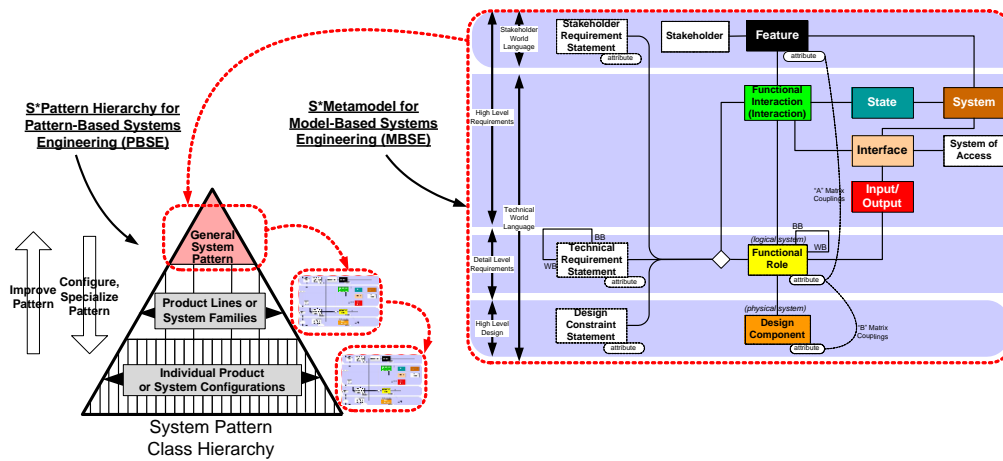 S*Pattern Hierarchy for
Pattern-Based Systems
Engineering (PBSE)
S*Metamodel for
Model-Based Systems
Engineering (MBSE)
General
System
Pattern
Improve
Pattern
Configure,
Specialize
Pattern
Product Lines or
System Families
Individual Product
or System Configurations
System Pattern
Class Hierarchy
Stakeholder
World
Language
High Level
Requirements
Technical
World
Language
Detail Level
Requirements
High Level
Design
Stakeholder
Requirement
Statement
attribute
Stakeholder
Feature
attribute
Functional
Interaction
(Interaction)
State
System
Interface
System of
Access
"A" Matrix
Couplings
Input/
Output
BB
WB
Technical
Requirement
Statement
attribute
(logical system)
Functional
Role
attribute
BB
WB
Design
Constraint
Statement
attribute
(physical system)
Design
Component
attribute
"B" Matrix
Couplings